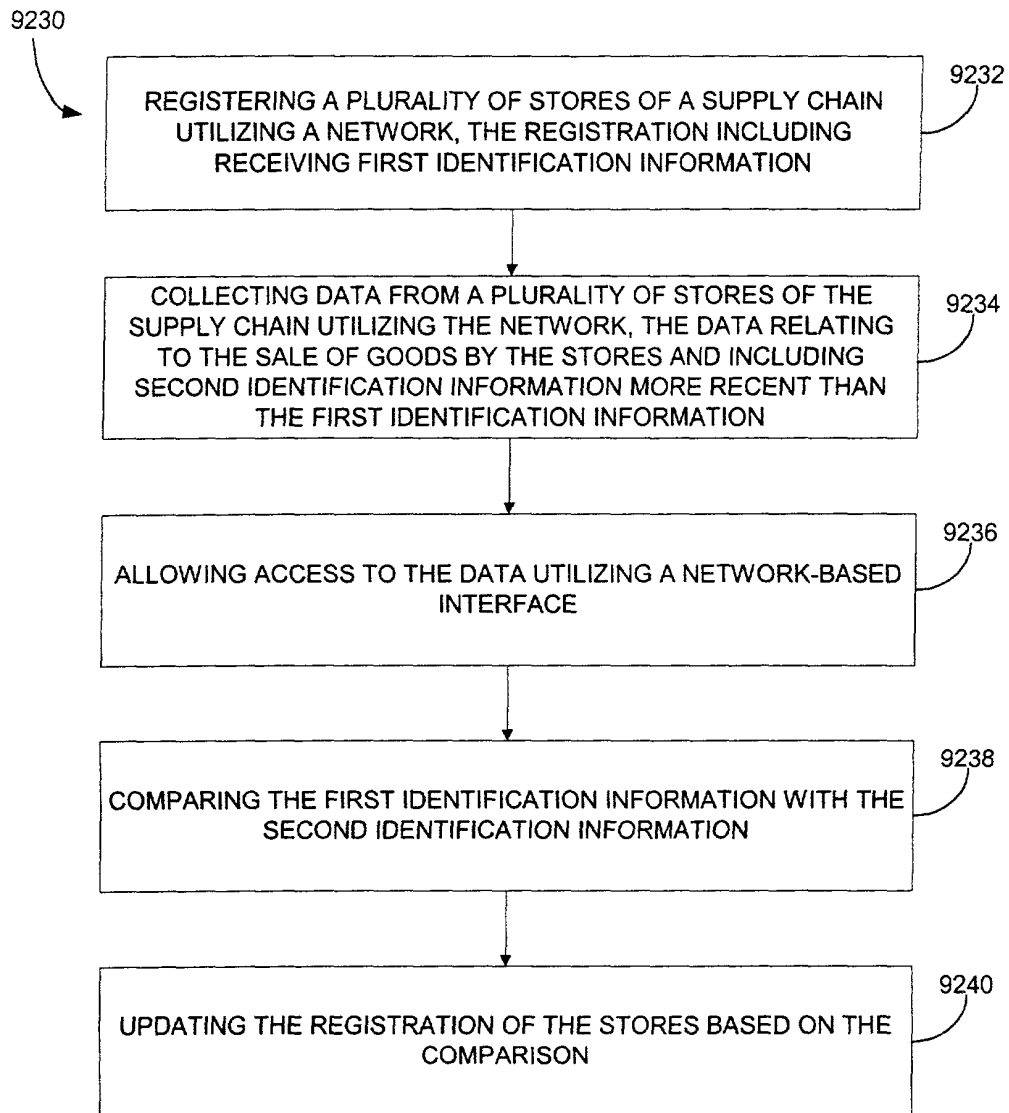 9230
9232
REGISTERING A PLURALITY OF STORES OF A SUPPLY CHAIN
UTILIZING A NETWORK, THE REGISTRATION INCLUDING
RECEIVING FIRST IDENTIFICATION INFORMATION
9234
COLLECTING DATA FROM A PLURALITY OF STORES OF THE
SUPPLY CHAIN UTILIZING THE NETWORK, THE DATA RELATING
TO THE SALE OF GOODS BY THE STORES AND INCLUDING
SECOND IDENTIFICATION INFORMATION MORE RECENT THAN
THE FIRST IDENTIFICATION INFORMATION
9236
ALLOWING ACCESS TO THE DATA UTILIZING A NETWORK-BASED
INTERFACE
9238
COMPARING THE FIRST IDENTIFICATION INFORMATION WITH THE
SECOND IDENTIFICATION INFORMATION
9240
UPDATING THE REGISTRATION OF THE STORES BASED ON THE
COMPARISON